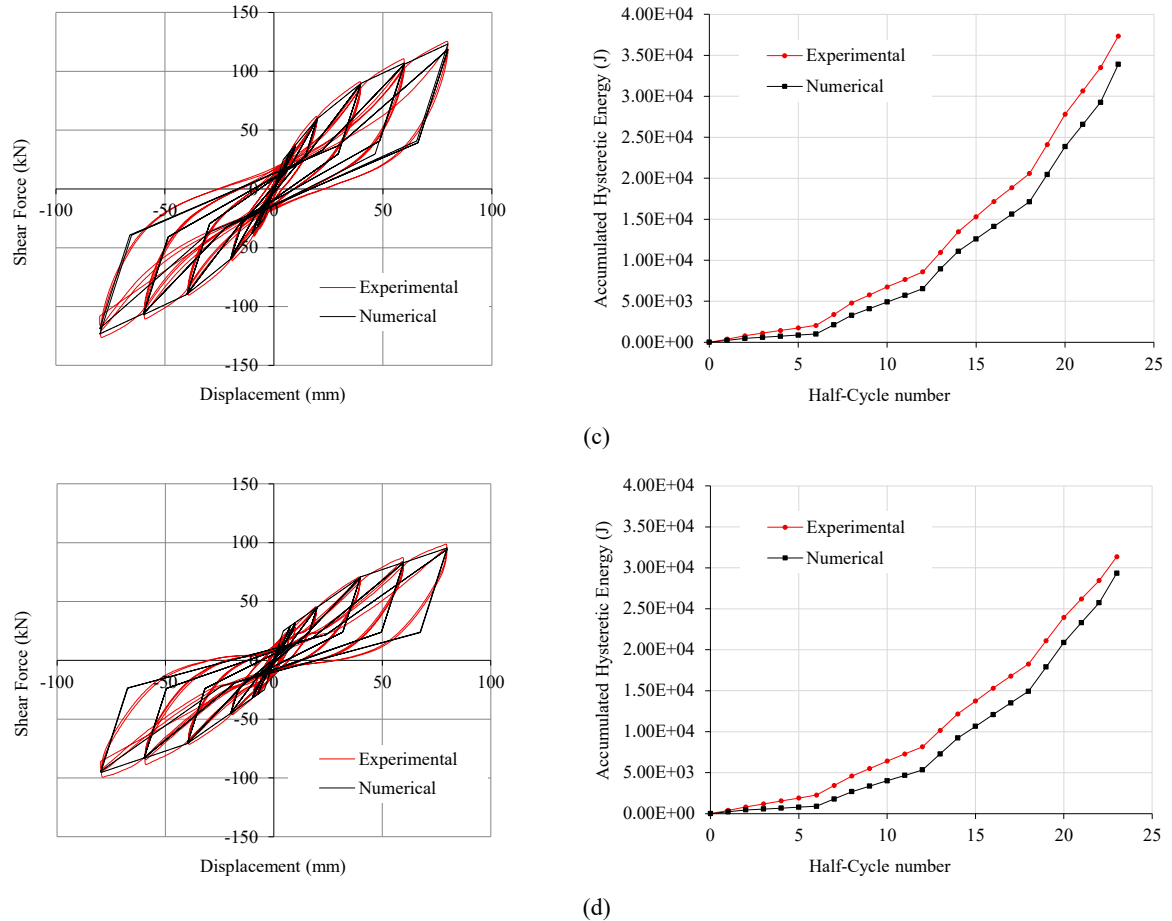 150
100
50
0
-50
-100
-150
-100
-50
0
50
100
Shear Force (kN)
Displacement (mm)
Experimental
Numerical
4.00E+04
3.50E+04
3.00E+04
2.50E+04
2.00E+04
1.50E+04
1.00E+04
5.00E+03
0.00E+00
0
5
10
15
20
25
Accumulated Hysteretic Energy (J)
Half-Cycle number
Experimental
Numerical
(c)
150
100
50
0
-50
-100
-150
-100
-50
0
50
100
Shear Force (kN)
Displacement (mm)
Experimental
Numerical
4.00E+04
3.50E+04
3.00E+04
2.50E+04
2.00E+04
1.50E+04
1.00E+04
5.00E+03
0.00E+00
0
5
10
15
20
25
Accumulated Hysteretic Energy (J)
Half-Cycle number
Experimental
Numerical
(d)